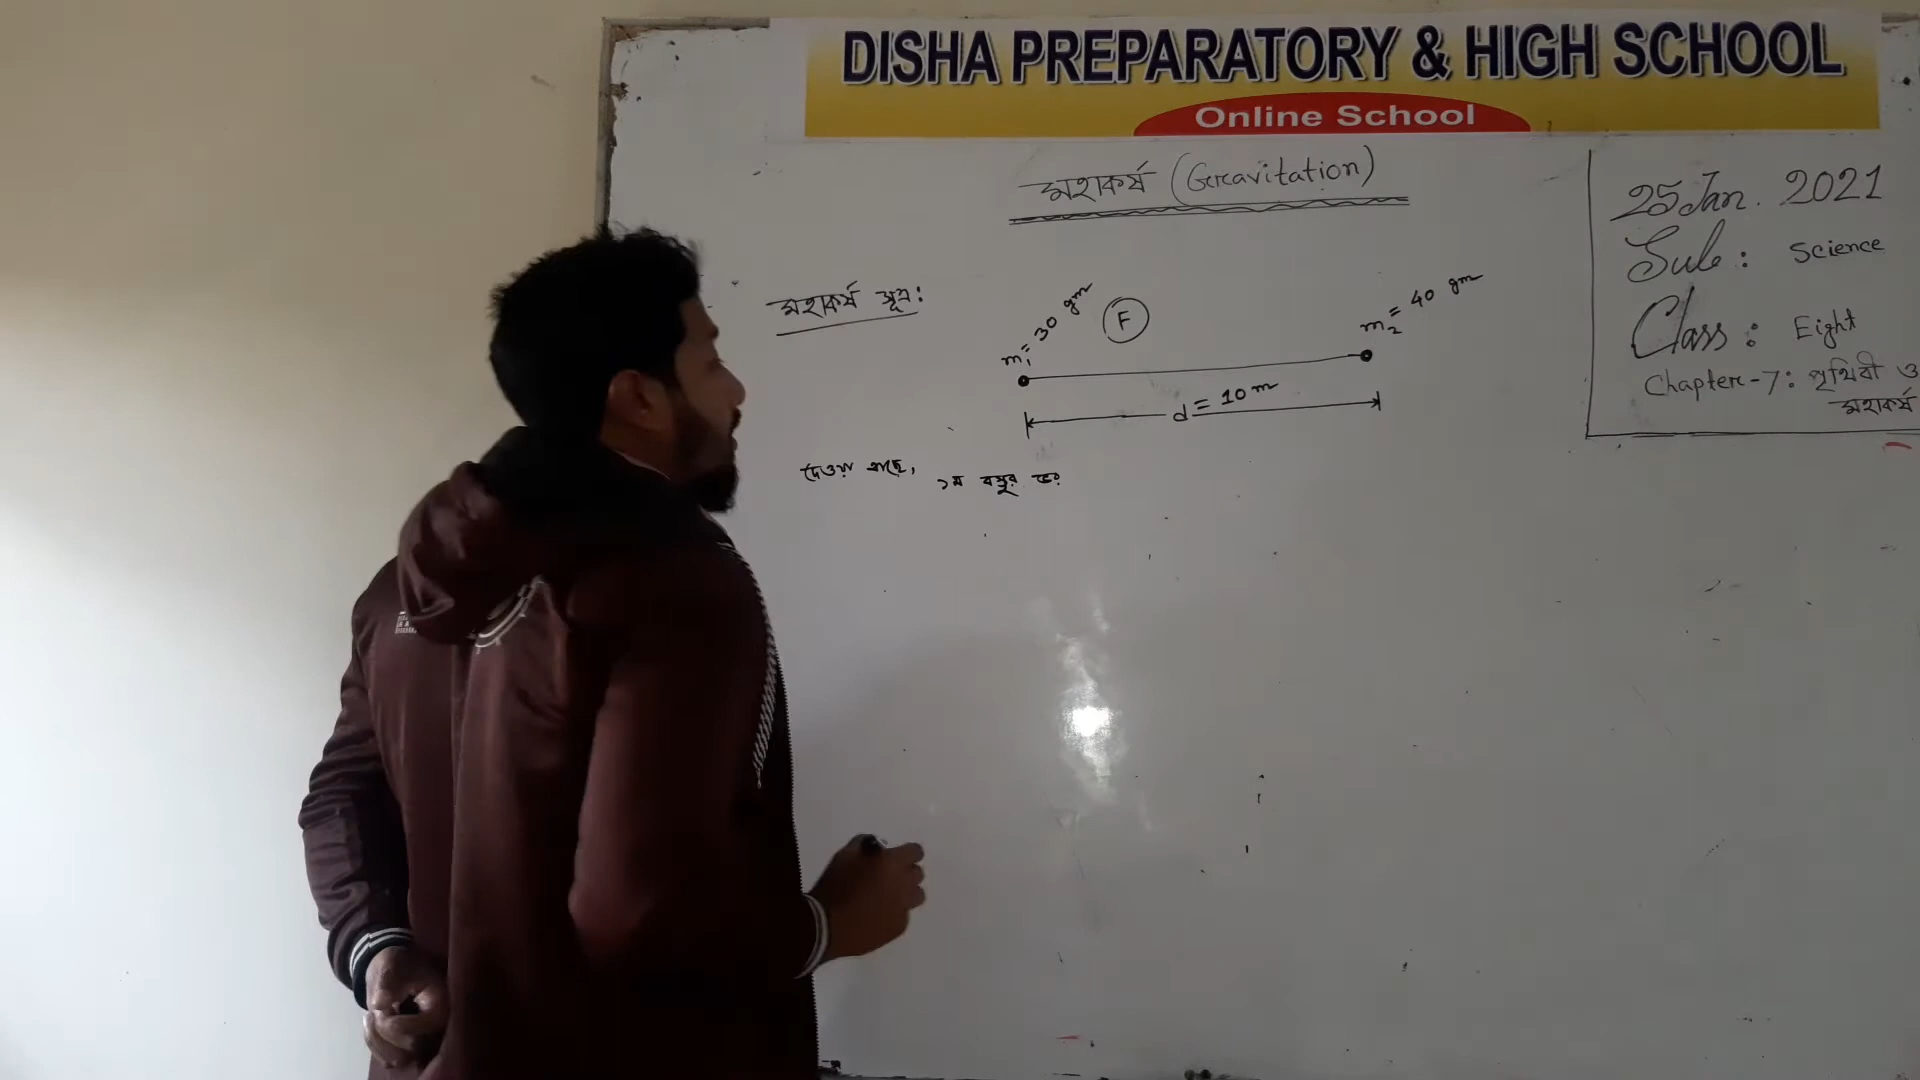 DISHA PREPARATORY & HIGH SCHOOL
Online School
মহাকর্ষ (Gravitation)
25 Jan. 2021
Sub: Science
Class: Eight
Chapter-7: পৃথিবী ও
মহাকর্ষ
মহাকর্ষ সূত্র:
m₁ = 30 gm
F
m₂ = 40 gm
d = 10 m
দেওয়া আছে, ১ম বস্তুর ভর